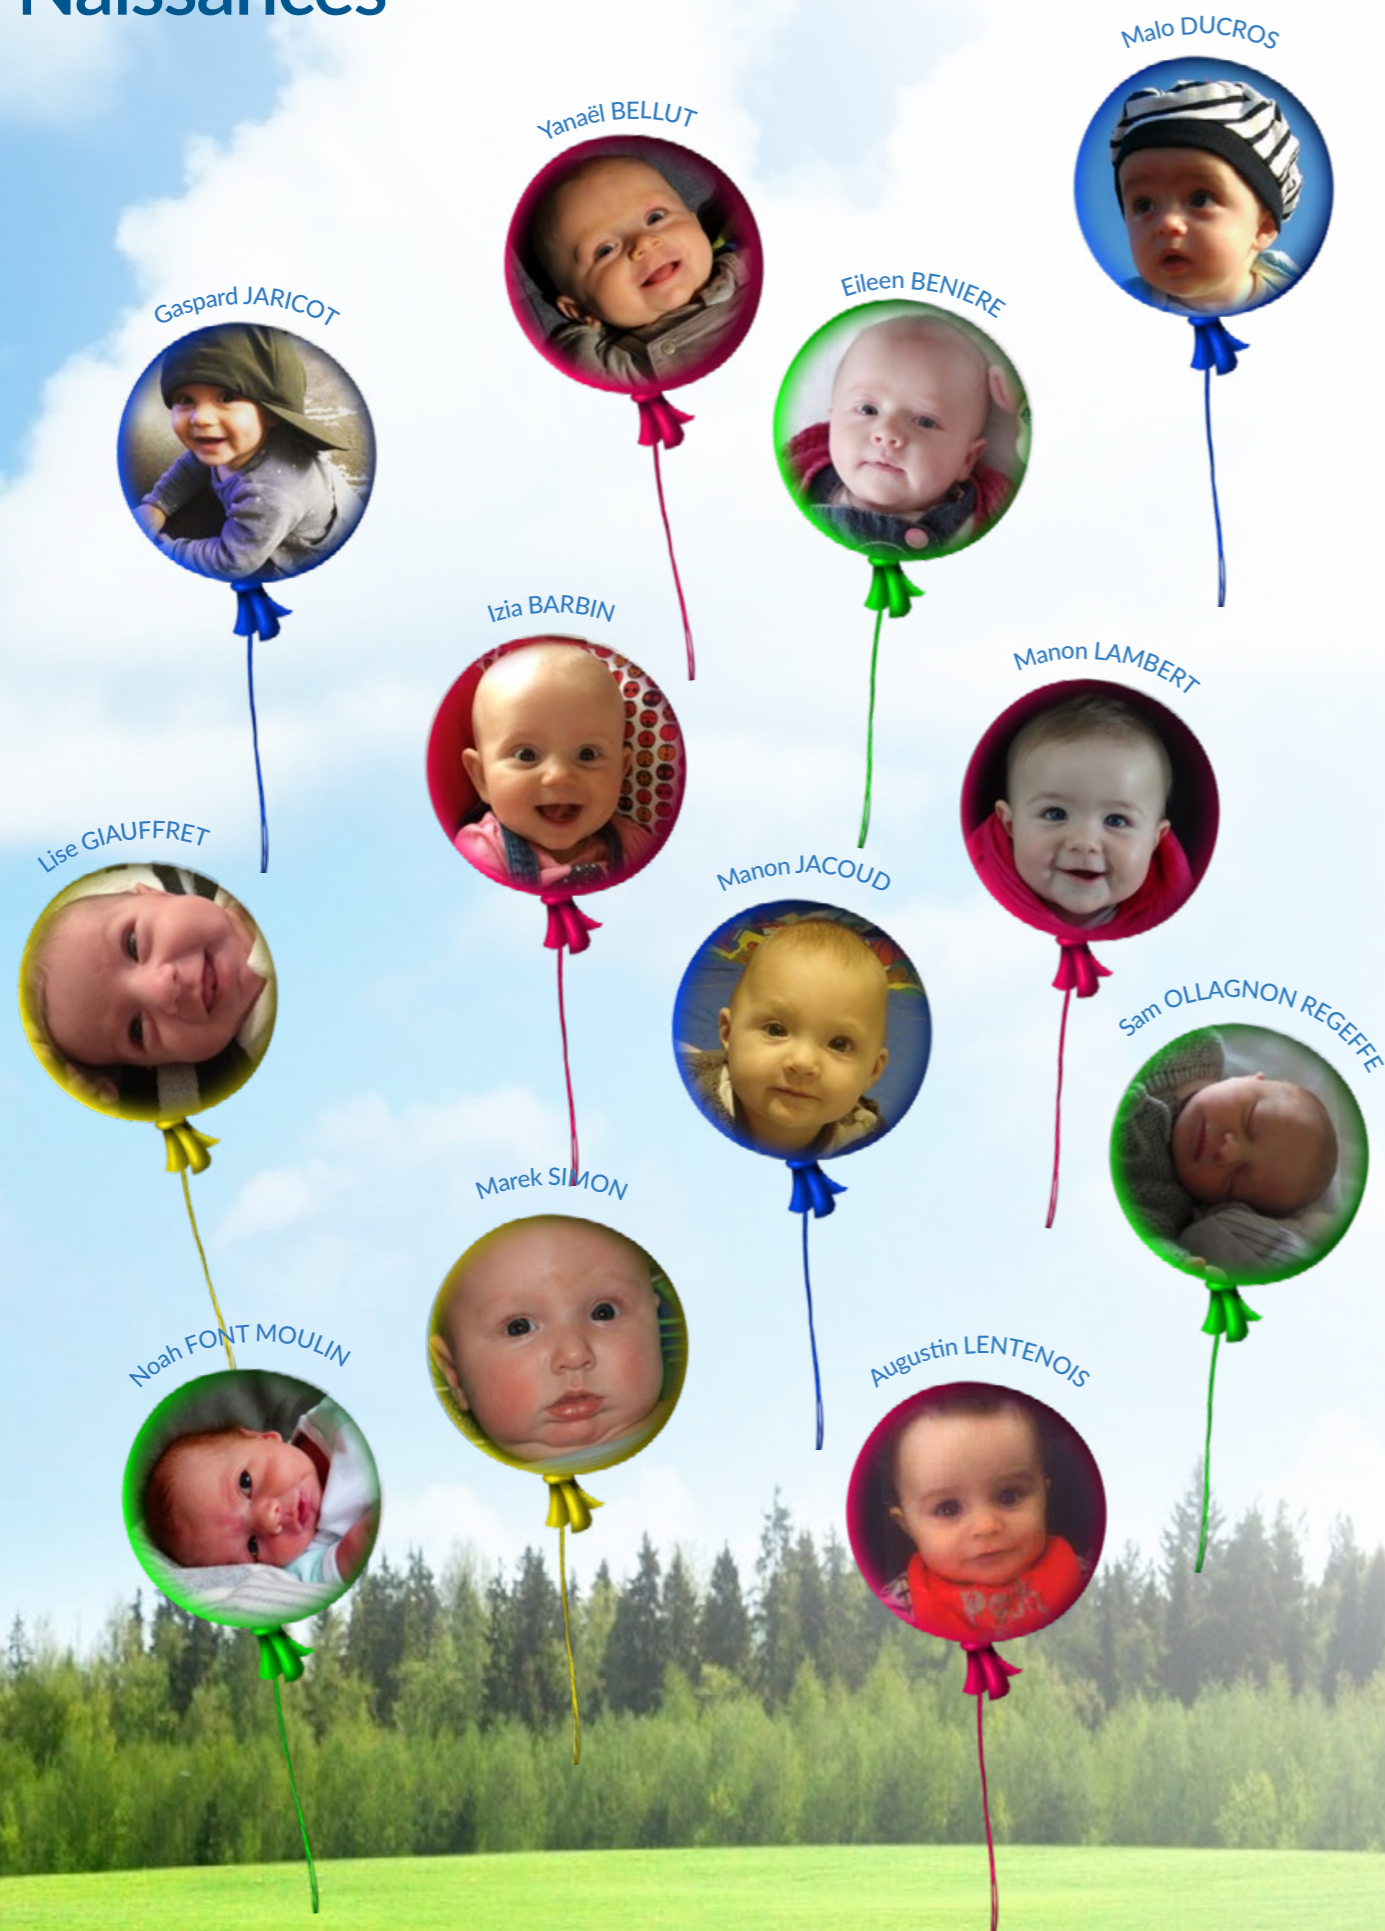 Naissances
Malo DUCROS
Yanaël BELLUT
Eileen BENIERE
Gaspard JARICOT
Izia BARBIN
Manon LAMBERT
Lise GIAUFFRET
Manon JACOUD
Sam OLLAGNON REGEFFE
Marek SIMON
Noah FONT MOULIN
Augustin LENTENOIS